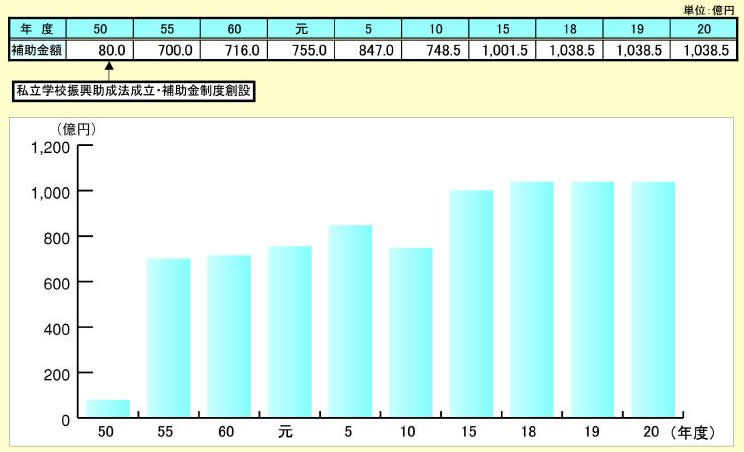 単位：億円
年 度 50 55 60 元 5 10 15 18 19 20
補助金額 80.0 700.0 716.0 755.0 847.0 748.5 1,001.5 1,038.5 1,038.5 1,038.5
私立学校振興助成法成立・補助金制度創設
(億円)
1,200
1,000
800
600
400
200
0
50 55 60 元 5 10 15 18 19 20 (年度)